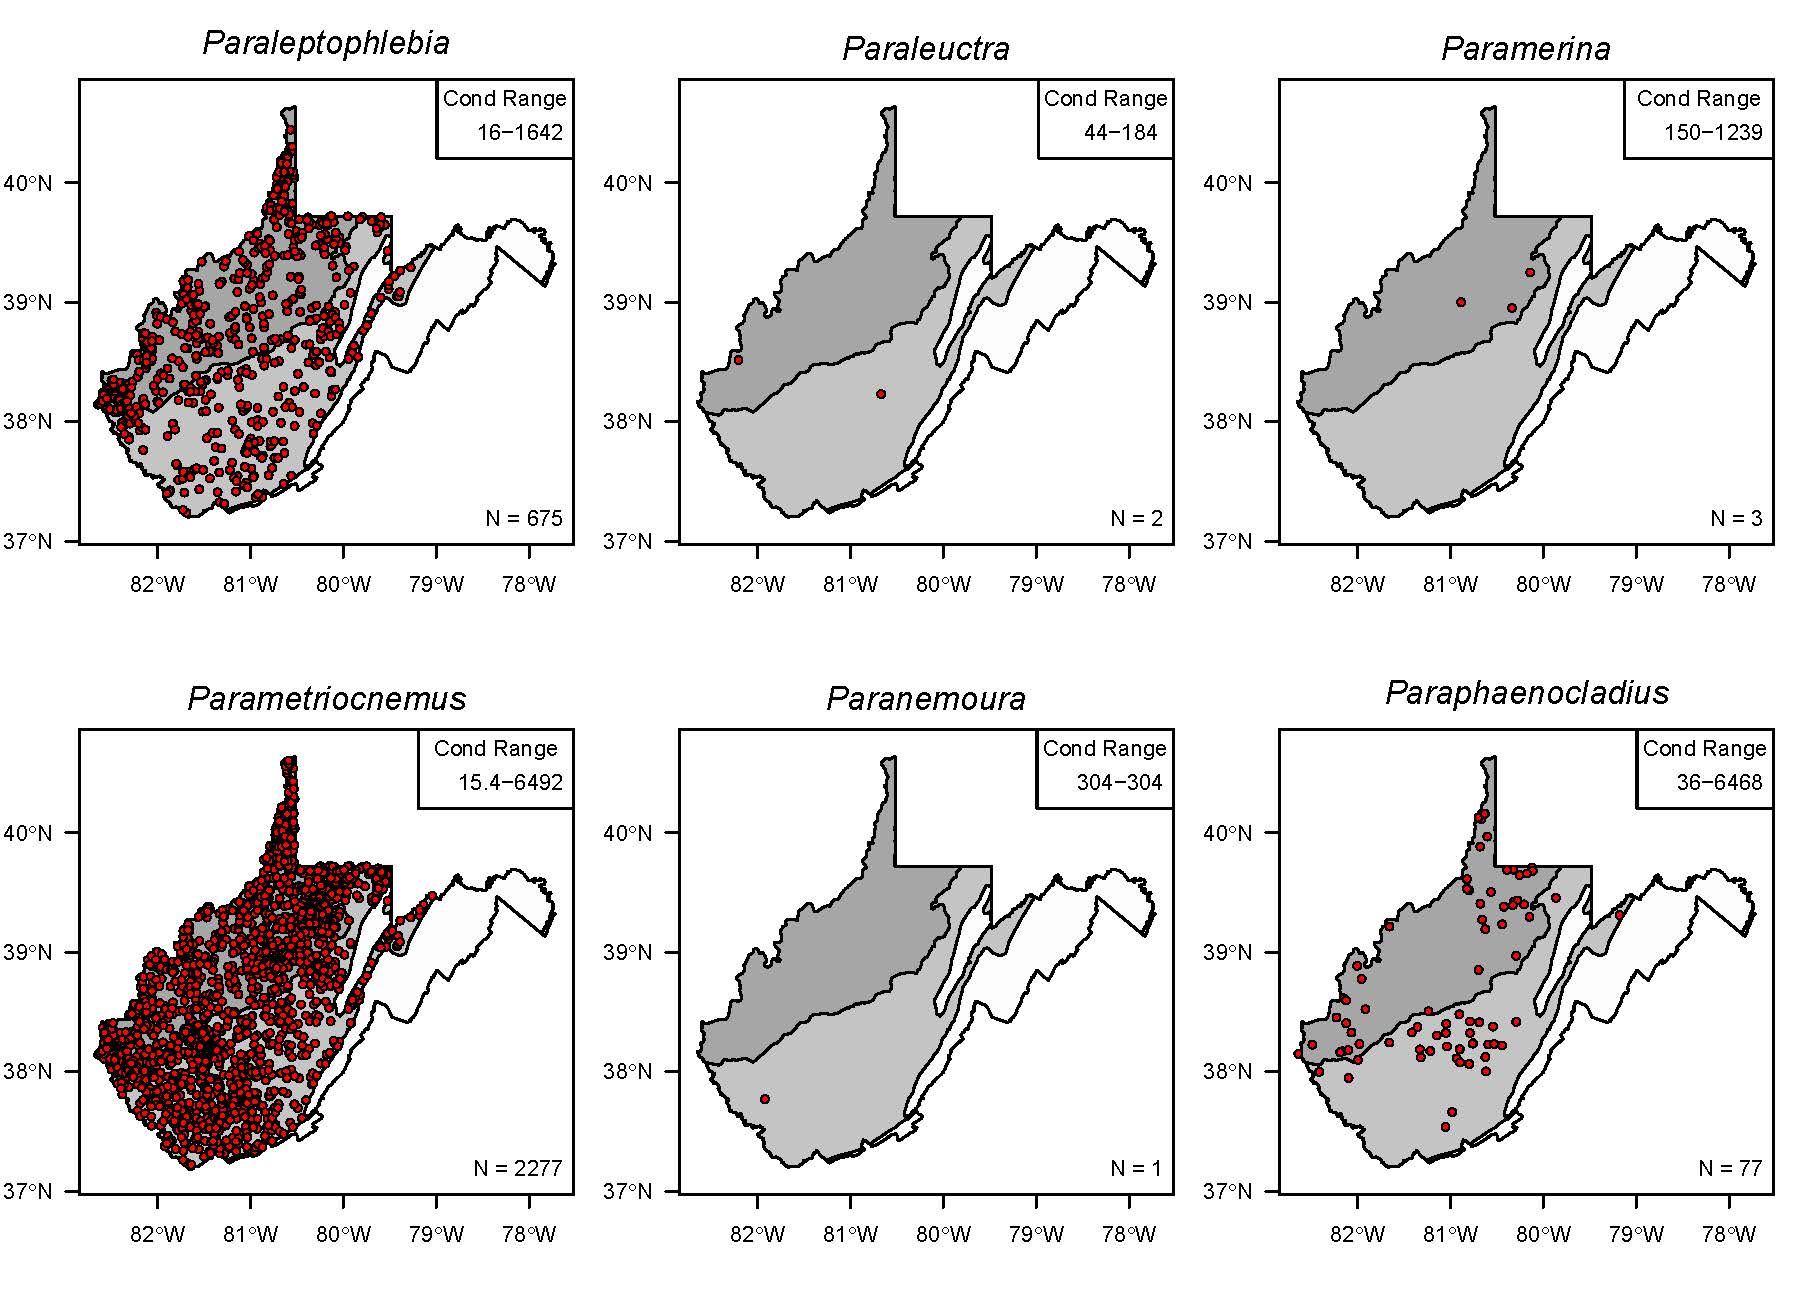 Paraleptophlebia
Cond Range
16−1642
40°N
39°N
38°N
37°N
N = 675
82°W 81°W 80°W 79°W 78°W
Paraleuctra
Cond Range
44−184
40°N
39°N
38°N
37°N
N = 2
82°W 81°W 80°W 79°W 78°W
Paramerina
Cond Range
150−1239
40°N
39°N
38°N
37°N
N = 3
82°W 81°W 80°W 79°W 78°W
Parametriocnemus
Cond Range
15.4−6492
40°N
39°N
38°N
37°N
N = 2277
82°W 81°W 80°W 79°W 78°W
Paranemoura
Cond Range
304−304
40°N
39°N
38°N
37°N
N = 1
82°W 81°W 80°W 79°W 78°W
Paraphaenocladius
Cond Range
36−6468
40°N
39°N
38°N
37°N
N = 77
82°W 81°W 80°W 79°W 78°W